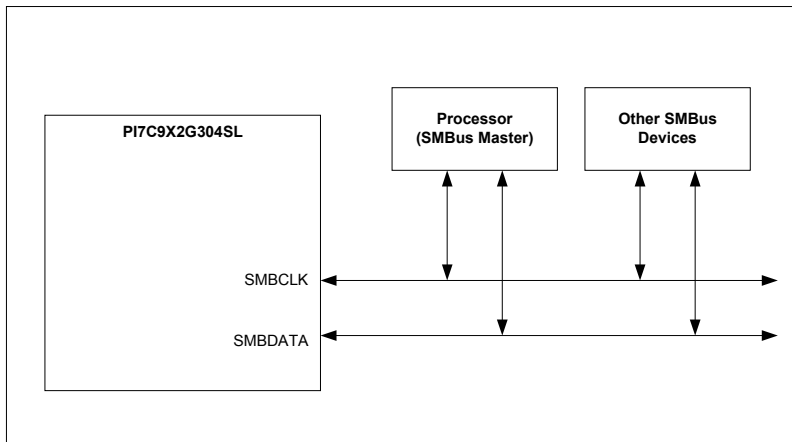 PI7C9X2G304SL
Processor
(SMBus Master)
Other SMBus
Devices
SMBCLK
SMBDATA